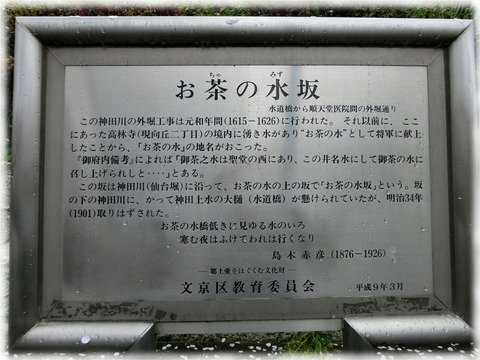 お茶の水坂
ちゃ みず
水道橋から順天堂医院間の外堀通り
この神田川の外堀工事は元和年間(1615－1626)に行われた。それ以前に、ここ
にあった高林寺(現向丘二丁目)の境内に湧き水があり“お茶の水”として将軍に献上
したことから、「お茶の水」の地名がおこった。
『御府内備考』によれば「御茶之水は聖堂の西にあり、この井名水にして御茶の水に
召し上げられしと‥‥」とある。
この坂は神田川(仙台堀)に沿って、お茶の水の上の坂で「お茶の水坂」という。坂
の下の神田川に、かつて神田上水の大樋(水道橋)が懸けられていたが、明治34年
(1901)取りはずされた。
お茶の水橋低きに見ゆる水のいろ
寒む夜はふけてわれは行くなり
島木赤彦(1876－1926)
―郷土愛をはぐくむ文化財―
文京区教育委員会 平成9年3月